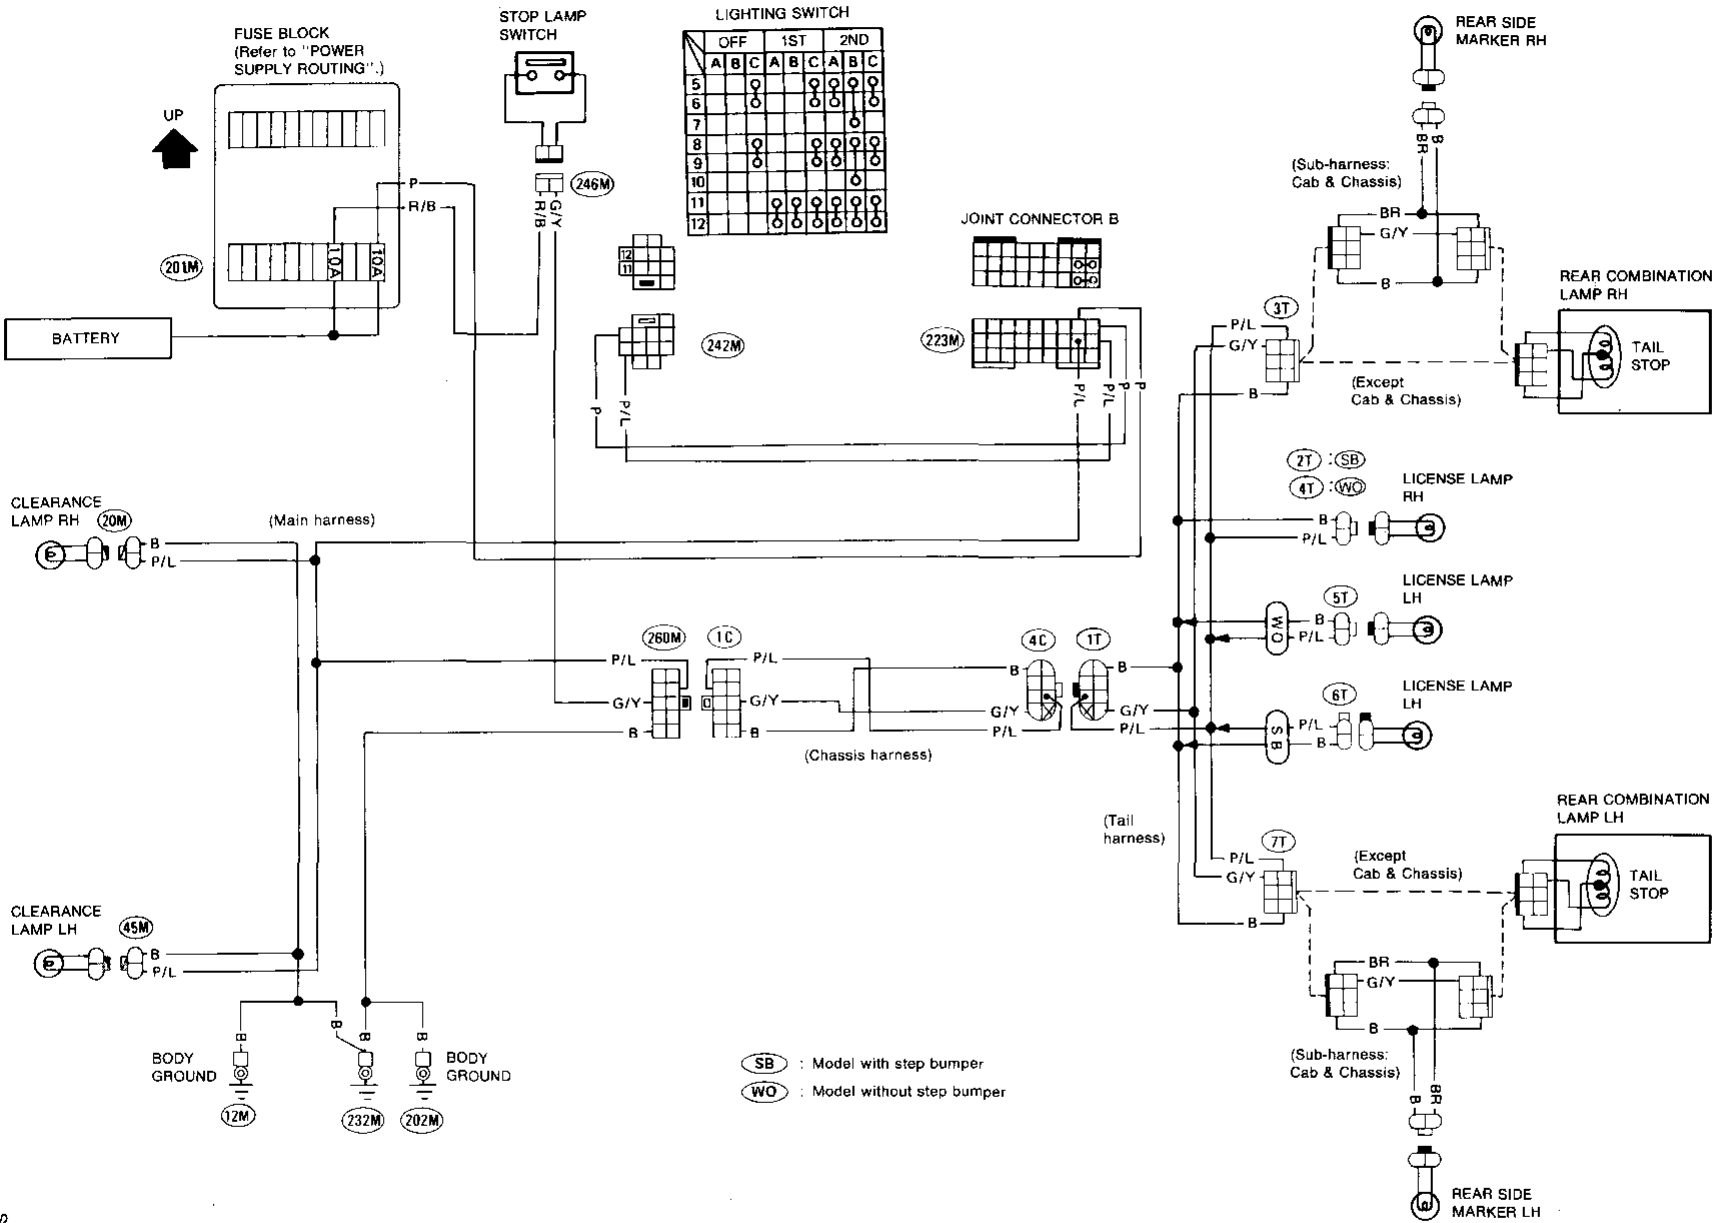 FUSE BLOCK
(Refer to "POWER
SUPPLY ROUTING".)
UP
201M
10A
10A
P
R/B
BATTERY
STOP LAMP
SWITCH
246M
R/B
G/Y
LIGHTING SWITCH
OFF 1ST 2ND
A B C A B C A B C
5
6
7
8
9
10
11
12
12
11
242M
P
P/L
JOINT CONNECTOR B
223M
P/L
P/L
P
P
REAR SIDE
MARKER RH
BR
B
(Sub-harness:
Cab & Chassis)
BR
G/Y
B
3T
P/L
G/Y
B
(Except
Cab & Chassis)
REAR COMBINATION
LAMP RH
TAIL
STOP
2T : SB
4T : WO
LICENSE LAMP
RH
B
P/L
5T
LICENSE LAMP
LH
WO
B
P/L
6T
LICENSE LAMP
LH
SB
P/L
B
CLEARANCE
LAMP RH
20M
B
P/L
(Main harness)
260M
1C
P/L
P/L
G/Y
G/Y
B
B
(Chassis harness)
4C
1T
B
B
G/Y
G/Y
P/L
P/L
(Tail
harness)
7T
P/L
G/Y
B
(Except
Cab & Chassis)
REAR COMBINATION
LAMP LH
TAIL
STOP
BR
G/Y
B
(Sub-harness:
Cab & Chassis)
B
BR
REAR SIDE
MARKER LH
CLEARANCE
LAMP LH
45M
B
P/L
B
B
B
B
BODY
GROUND
BODY
GROUND
12M
232M
202M
SB : Model with step bumper
WO : Model without step bumper